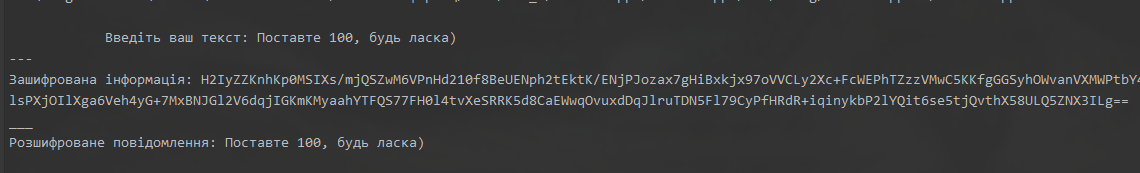 Введіть ваш текст: Поставте 100, будь ласка)
---
Зашифрована інформація: H2IyZZKnhKp0MSIXs/mjQSZwM6VPnHd210f8BeUENph2tEktK/ENjPJozax7gHiBxkjx97oVVCLy2Xc+FcWEPhTZzzVMwC5KKfgGGSyhOWvanVXMWPtbY4
lsPXjOIlXga6Veh4yG+7MxBNJGl2V6dqjIGKmKMyaahYTFQS77FH0l4tvXeSRRK5d8CaEWwqOvuxdDqJlruTDN5Fl79CyPfHRdR+iqinykbP2lYQit6se5tjQvthX58ULQ5ZNX3ILg==
___
Розшифроване повідомлення: Поставте 100, будь ласка)